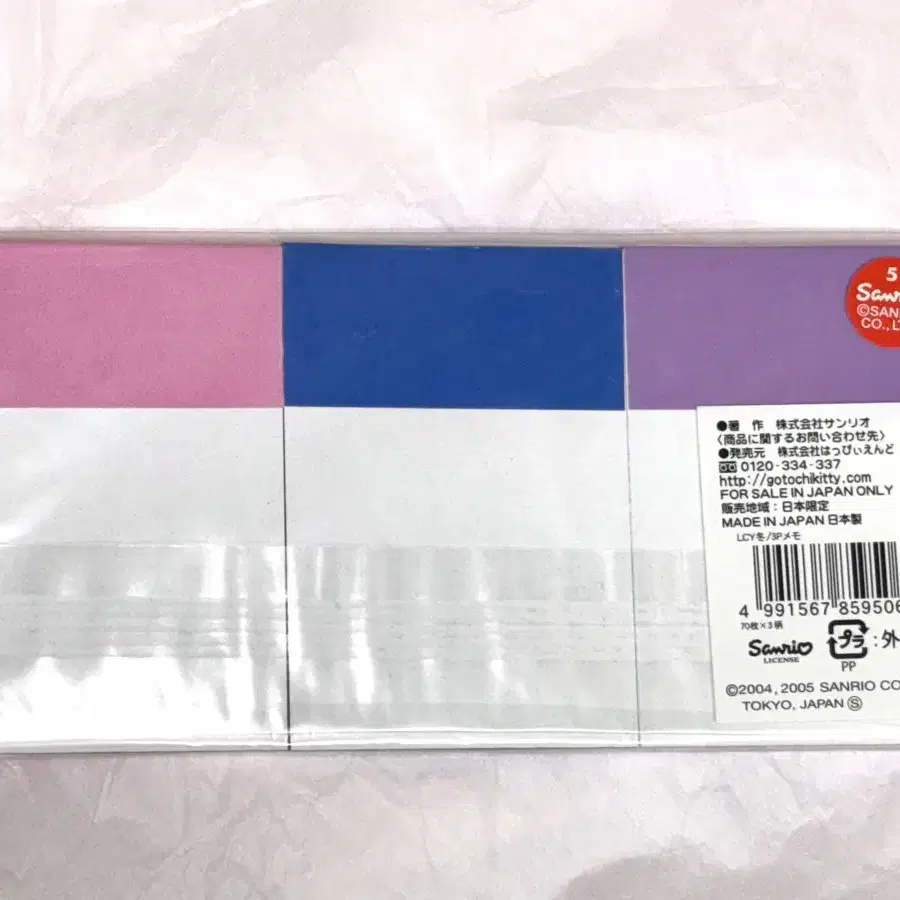 5
Sanr
©SAN
CO., L
●著 作 株式会社サンリオ
〈商品に関するお問い合わせ先〉
●発売元 株式会社はっぴぃえんど
0120-334-337
http://gotochikitty.com
FOR SALE IN JAPAN ONLY
販売地域：日本限定
MADE IN JAPAN 日本製
LCY冬/3Pメモ
4 991567 859506
70枚×3柄
Sanrio
LICENSE
プラ
:外
PP
©2004, 2005 SANRIO CO
TOKYO, JAPAN Ⓢ